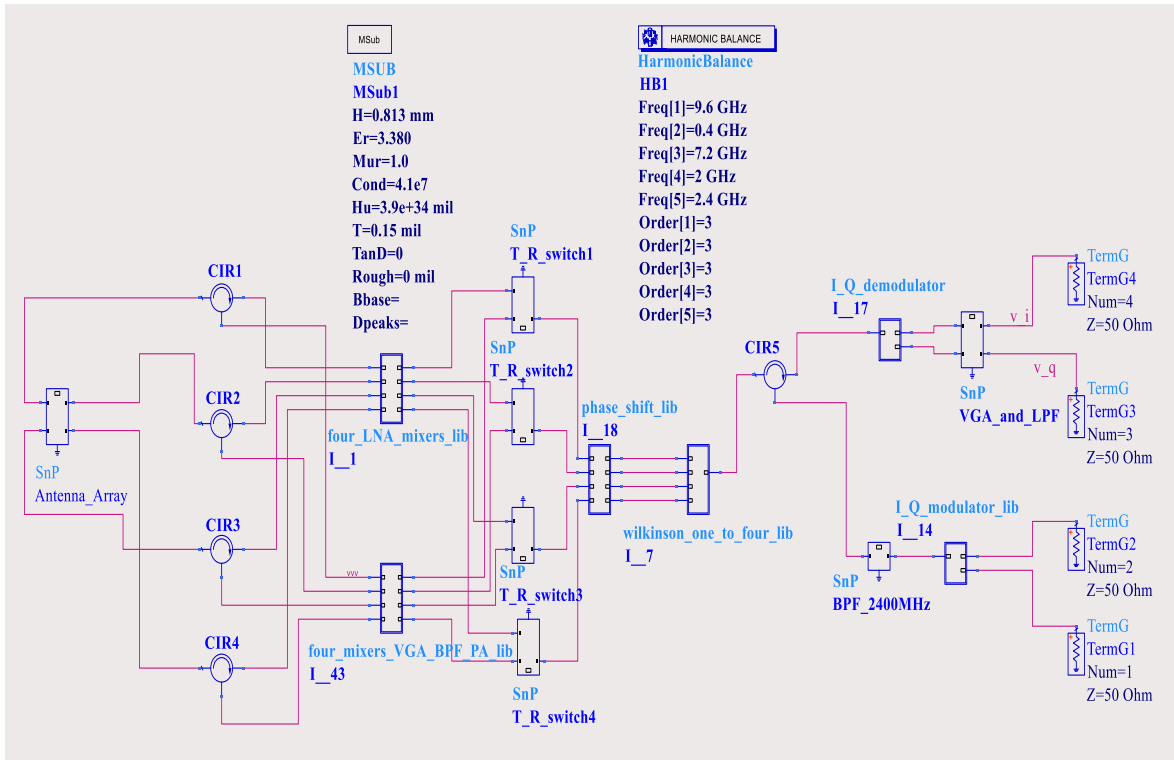 MSub
MSUB
MSub1
H=0.813 mm
Er=3.380
Mur=1.0
Cond=4.1e7
Hu=3.9e+34 mil
T=0.15 mil
TanD=0
Rough=0 mil
Bbase=
Dpeaks=
HARMONIC BALANCE
HarmonicBalance
HB1
Freq[1]=9.6 GHz
Freq[2]=0.4 GHz
Freq[3]=7.2 GHz
Freq[4]=2 GHz
Freq[5]=2.4 GHz
Order[1]=3
Order[2]=3
Order[3]=3
Order[4]=3
Order[5]=3
SnP
Antenna_Array
CIR1
CIR2
CIR3
CIR4
four_LNA_mixers_lib
I__1
vvv
four_mixers_VGA_BPF_PA_lib
I__43
SnP
T_R_switch1
SnP
T_R_switch2
SnP
T_R_switch3
SnP
T_R_switch4
phase_shift_lib
I__18
wilkinson_one_to_four_lib
I__7
CIR5
I_Q_demodulator
I__17
SnP
VGA_and_LPF
v_i
v_q
TermG
TermG4
Num=4
Z=50 Ohm
TermG
TermG3
Num=3
Z=50 Ohm
SnP
BPF_2400MHz
I_Q_modulator_lib
I__14
TermG
TermG2
Num=2
Z=50 Ohm
TermG
TermG1
Num=1
Z=50 Ohm